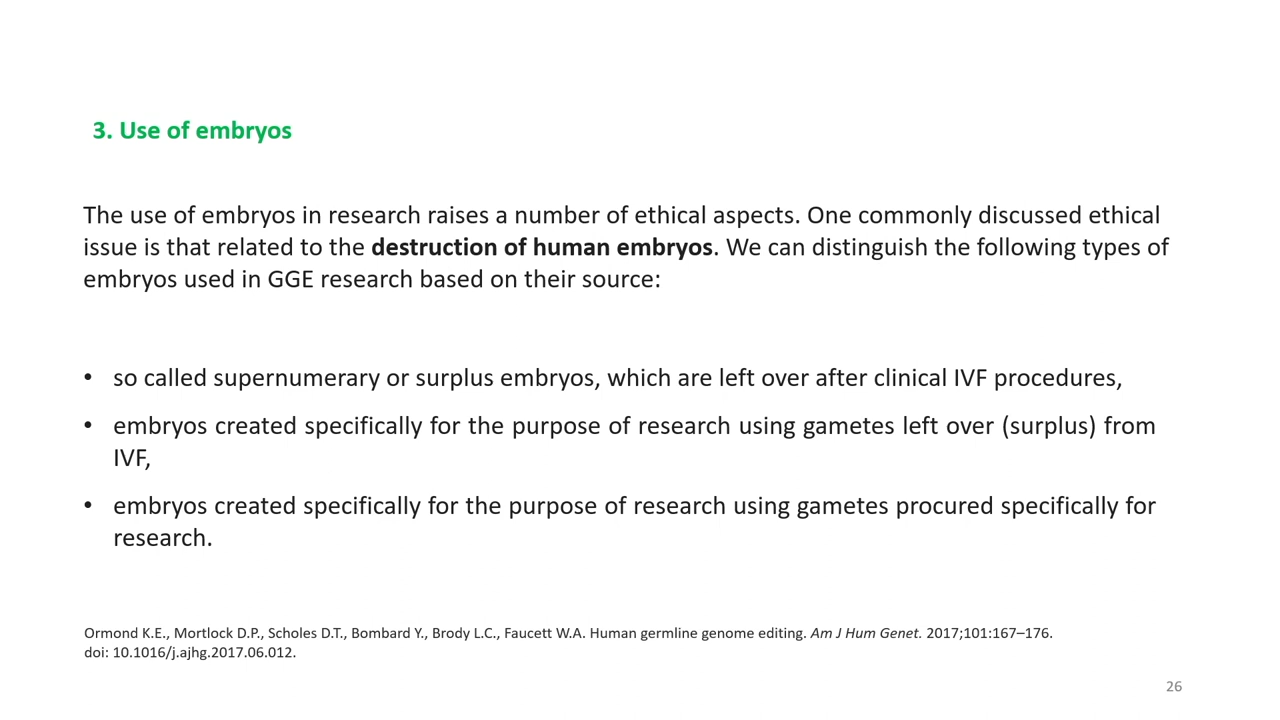 3. Use of embryos
The use of embryos in research raises a number of ethical aspects. One commonly discussed ethical
issue is that related to the destruction of human embryos. We can distinguish the following types of
embryos used in GGE research based on their source:
• so called supernumerary or surplus embryos, which are left over after clinical IVF procedures,
• embryos created specifically for the purpose of research using gametes left over (surplus) from
IVF,
• embryos created specifically for the purpose of research using gametes procured specifically for
research.
Ormond K.E., Mortlock D.P., Scholes D.T., Bombard Y., Brody L.C., Faucett W.A. Human germline genome editing. Am J Hum Genet. 2017;101:167–176.
doi: 10.1016/j.ajhg.2017.06.012.
26